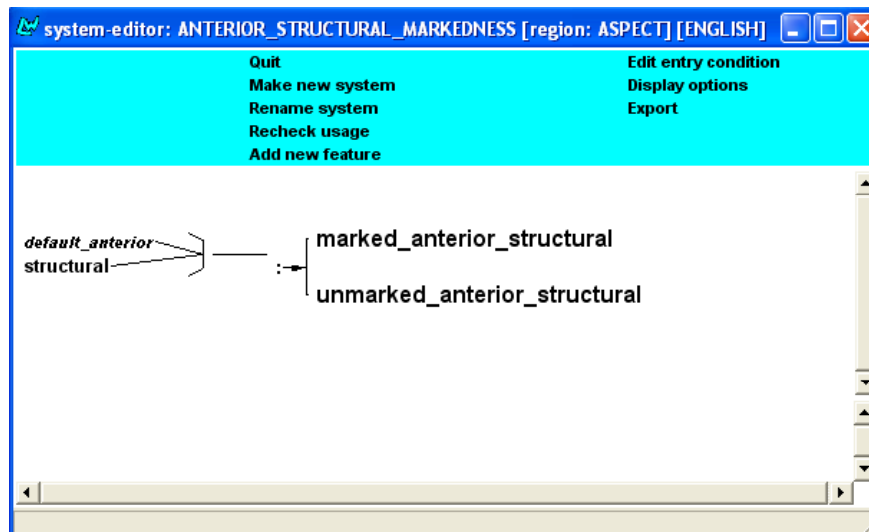 system-editor: ANTERIOR_STRUCTURAL_MARKEDNESS [region: ASPECT] [ENGLISH]
Quit Edit entry condition
Make new system Display options
Rename system Export
Recheck usage
Add new feature
default_anterior marked_anterior_structural
structural :
unmarked_anterior_structural